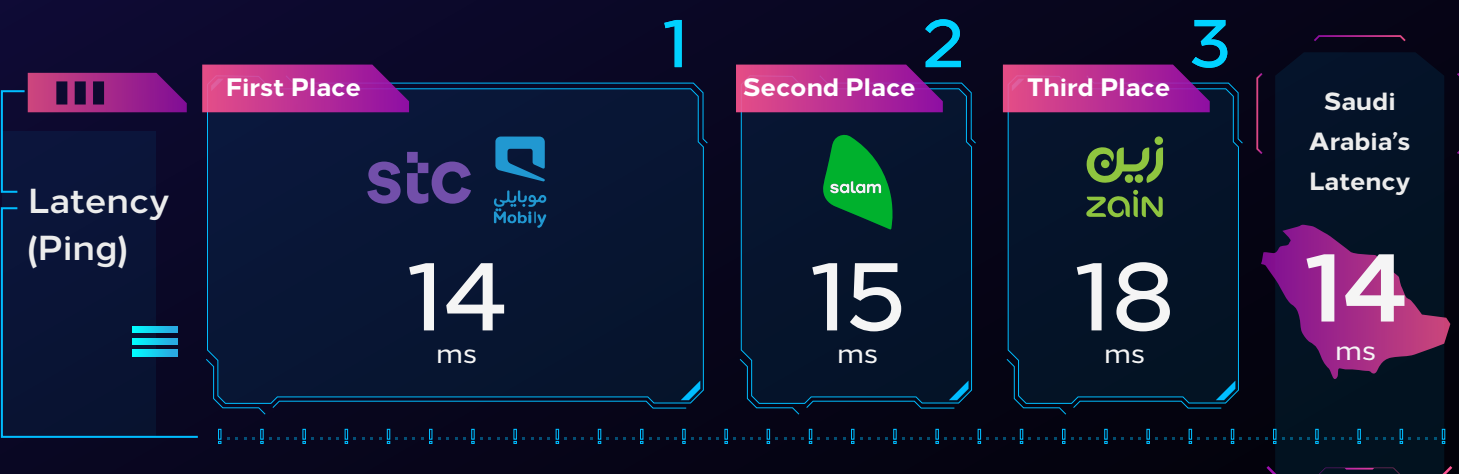 Latency
(Ping)
First Place
1
stc
موبايلي
Mobily
14
ms
Second Place
2
salam
15
ms
Third Place
3
زين
zain
18
ms
Saudi
Arabia's
Latency
14
ms